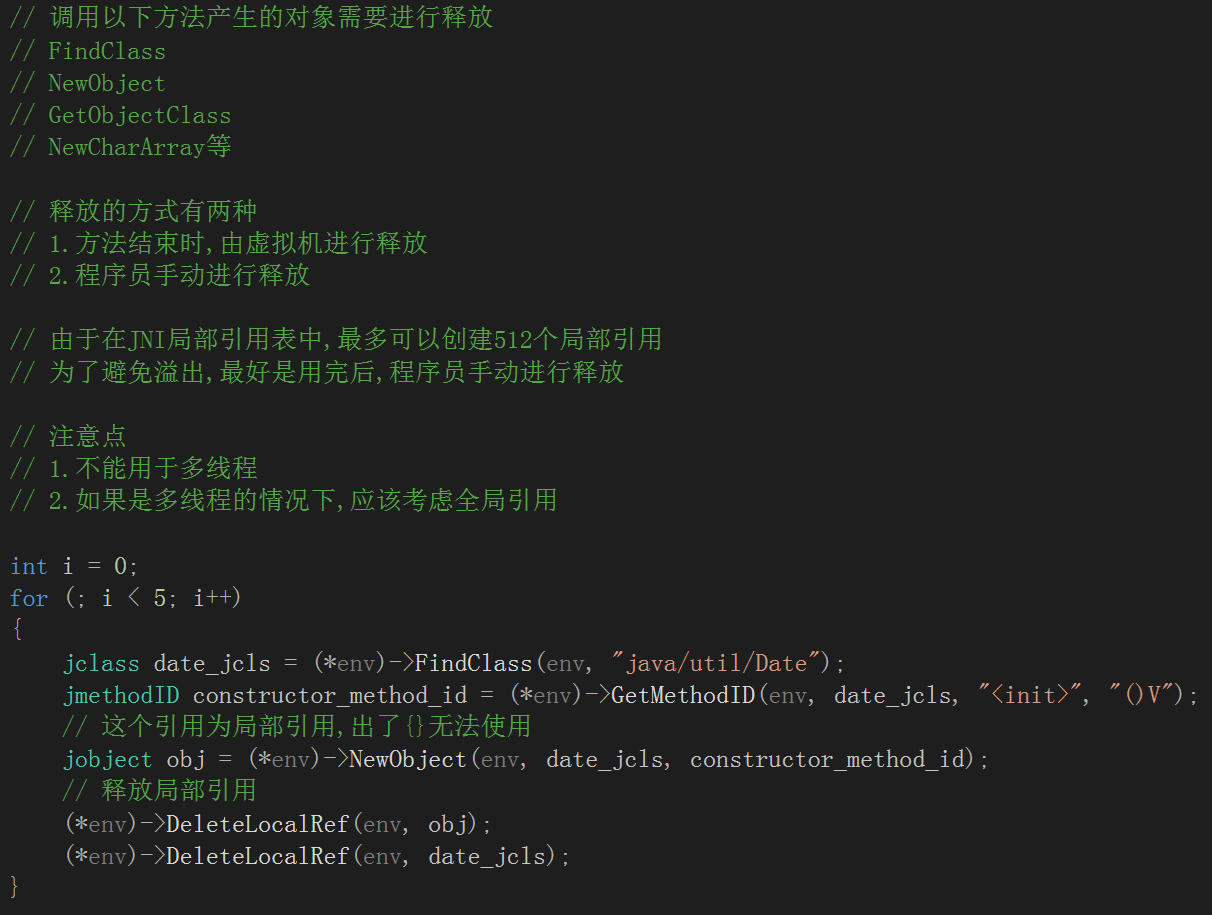 // 调用以下方法产生的对象需要进行释放
// FindClass
// NewObject
// GetObjectClass
// NewCharArray等
// 释放的方式有两种
// 1.方法结束时,由虚拟机进行释放
// 2.程序员手动进行释放
// 由于在JNI局部引用表中,最多可以创建512个局部引用
// 为了避免溢出,最好是用完后,程序员手动进行释放
// 注意点
// 1.不能用于多线程
// 2.如果是多线程的情况下,应该考虑全局引用
int i = 0;
for (; i < 5; i++)
{
    jclass date_jcls = (*env)->FindClass(env, "java/util/Date");
    jmethodID constructor_method_id = (*env)->GetMethodID(env, date_jcls, "<init>", "()V");
    // 这个引用为局部引用,出了{}无法使用
    jobject obj = (*env)->NewObject(env, date_jcls, constructor_method_id);
    // 释放局部引用
    (*env)->DeleteLocalRef(env, obj);
    (*env)->DeleteLocalRef(env, date_jcls);
}